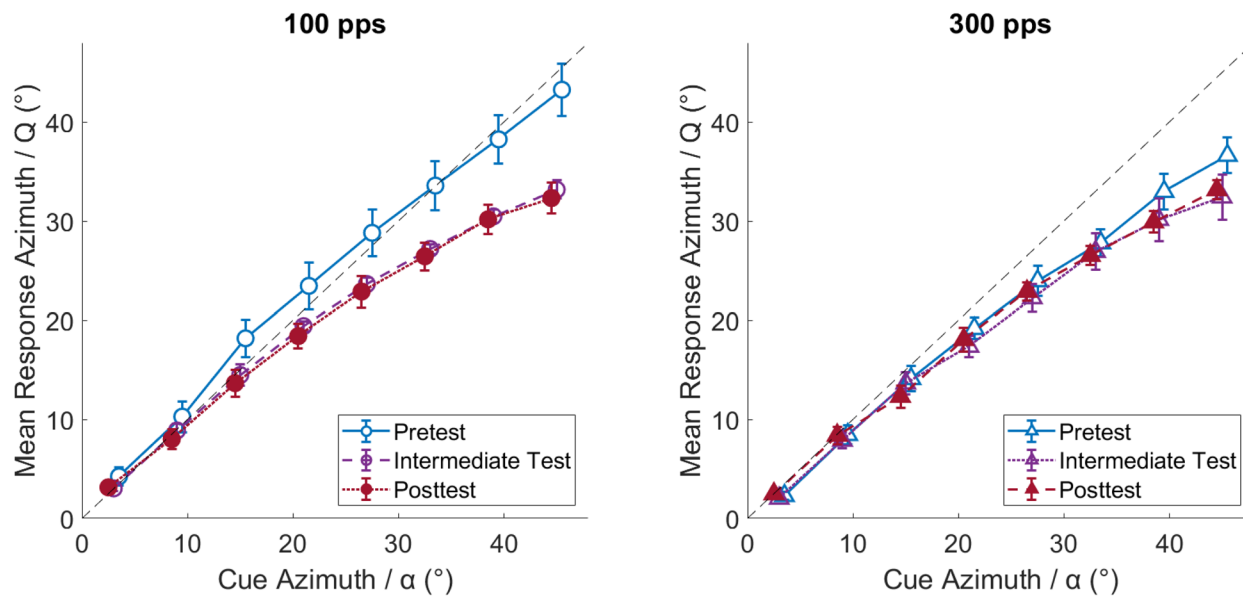 100 pps
Mean Response Azimuth / Q (°)
40
30
20
10
0
Pretest
Intermediate Test
Posttest
0 10 20 30 40
Cue Azimuth / α (°)
300 pps
Mean Response Azimuth / Q (°)
40
30
20
10
0
Pretest
Intermediate Test
Posttest
0 10 20 30 40
Cue Azimuth / α (°)